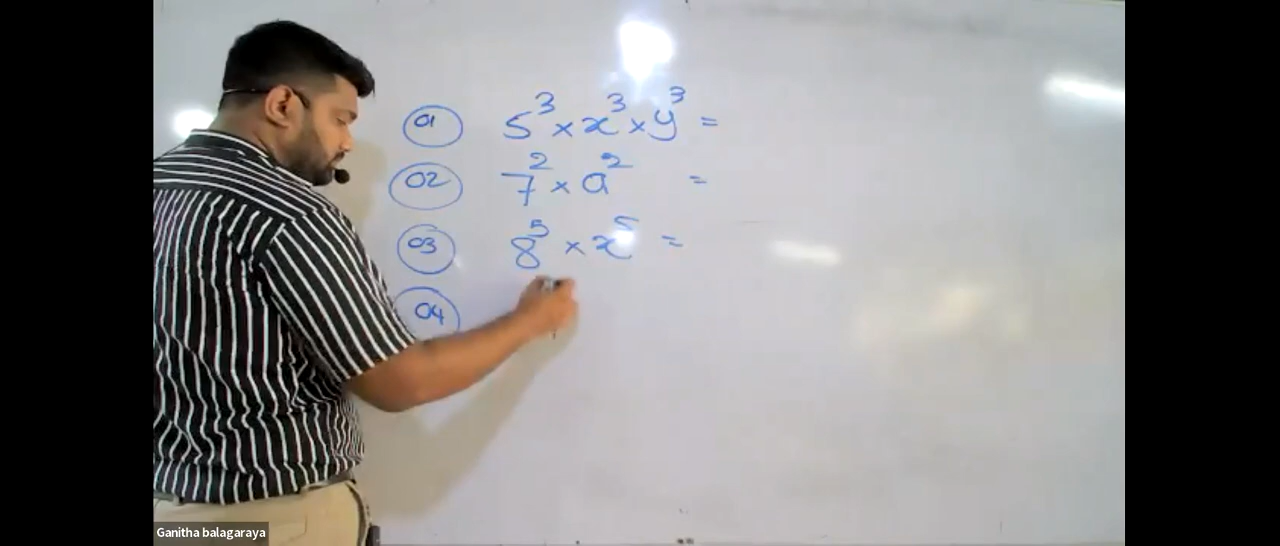 01 5³ × x³ × y³ =
02 7² × a² =
03 8⁵ × x⁵ =
04
Ganitha balagaraya